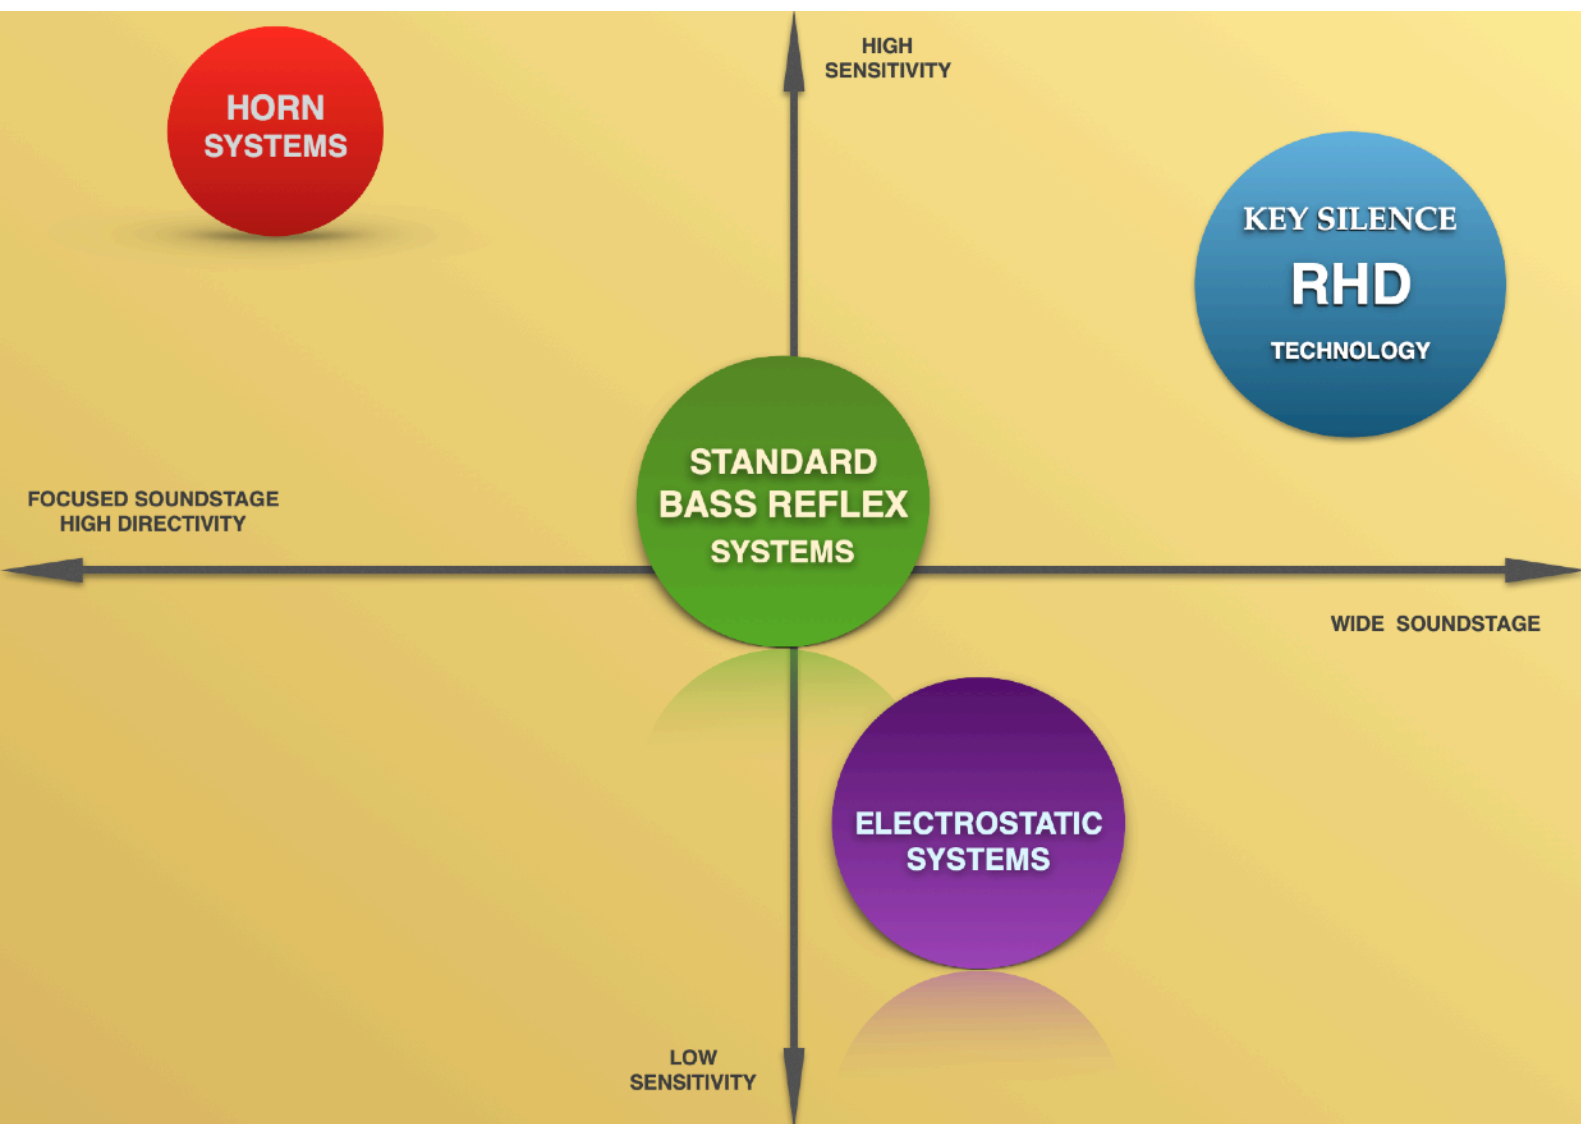 HIGH
SENSITIVITY
HORN
SYSTEMS
KEY SILENCE
RHD
TECHNOLOGY
STANDARD
BASS REFLEX
SYSTEMS
FOCUSED SOUNDSTAGE
HIGH DIRECTIVITY
WIDE SOUNDSTAGE
ELECTROSTATIC
SYSTEMS
LOW
SENSITIVITY